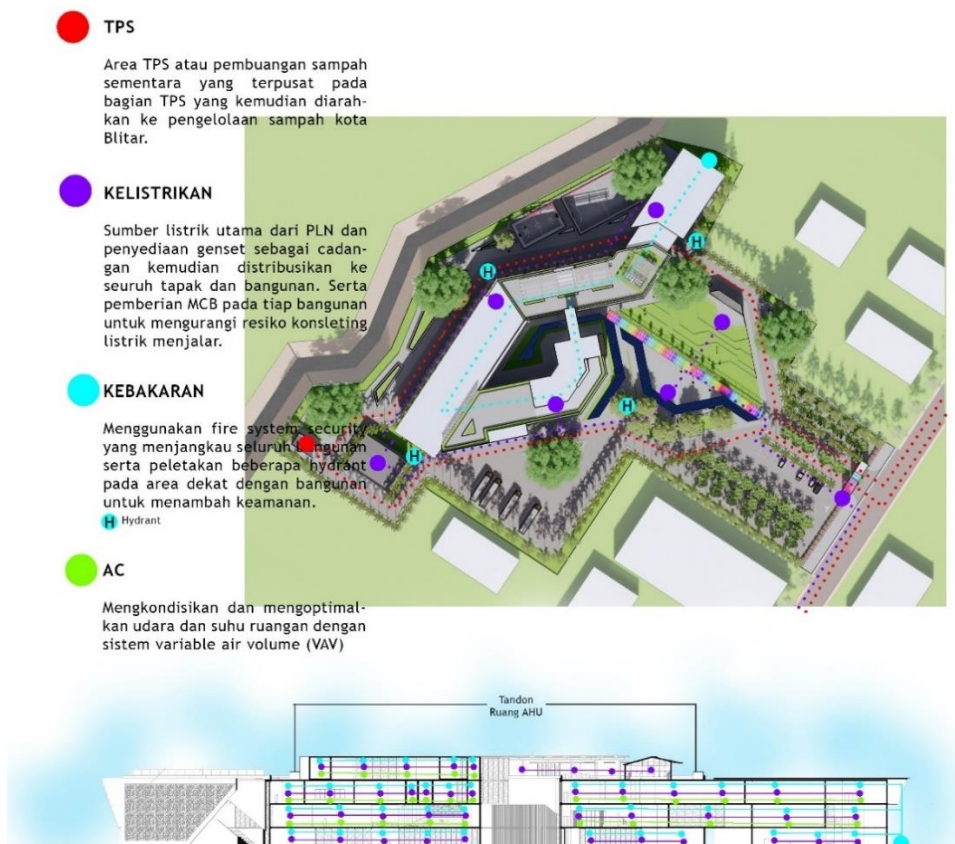 TPS
Area TPS atau pembuangan sampah
sementara yang terpusat pada
bagian TPS yang kemudian diarah-
kan ke pengelolaan sampah kota
Blitar.
KELISTRIKAN
Sumber listrik utama dari PLN dan
penyediaan genset sebagai cadan-
gan kemudian distribusikan ke
seuruh tapak dan bangunan. Serta
pemberian MCB pada tiap bangunan
untuk mengurangi resiko konsleting
listrik menjalar.
KEBAKARAN
Menggunakan fire system security
yang menjangkau seluruh bangunan
serta peletakan beberapa hydrant
pada area dekat dengan bangunan
untuk menambah keamanan.
H Hydrant
AC
Mengkondisikan dan mengoptimal-
kan udara dan suhu ruangan dengan
sistem variable air volume (VAV)
H
H
H
H
Tandon
Ruang AHU